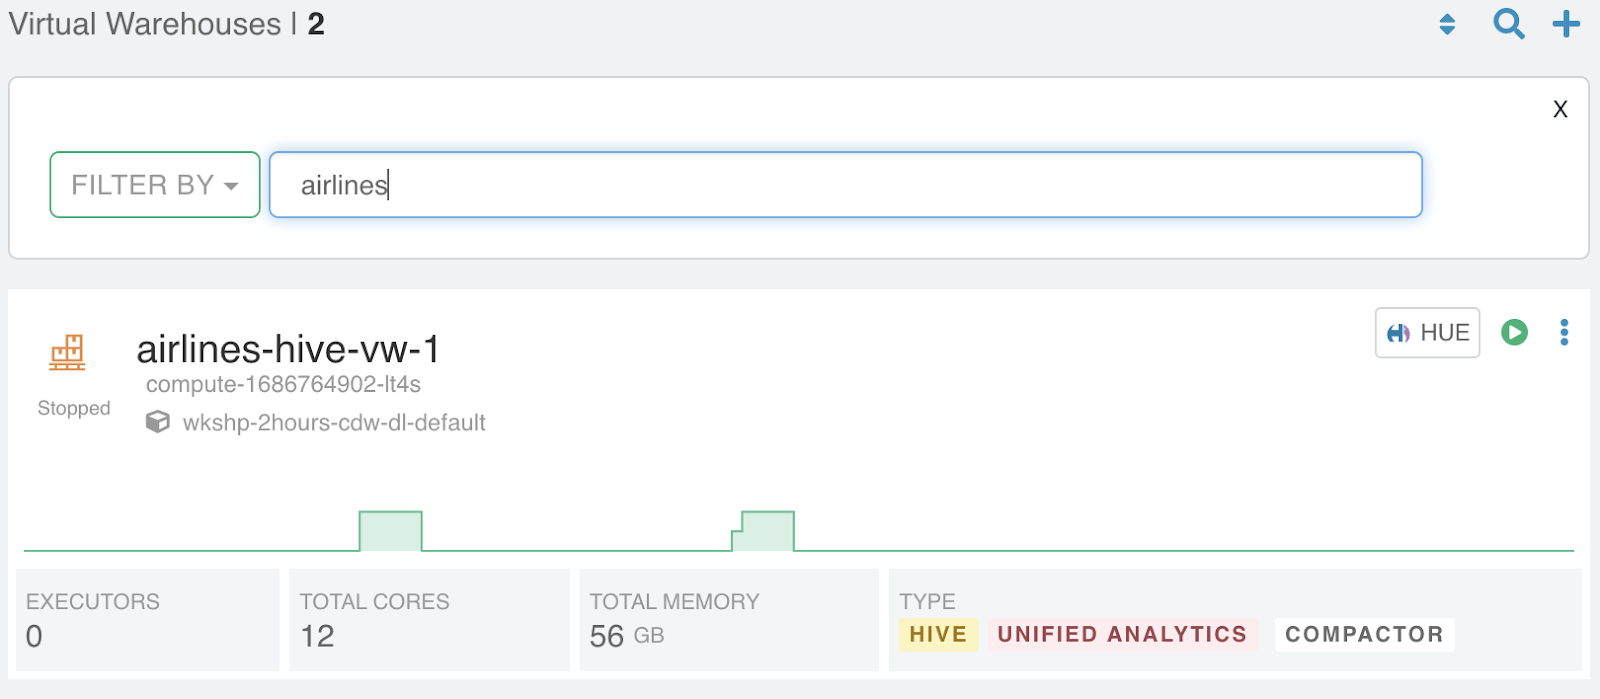 Virtual Warehouses | 2
X
FILTER BY
airlines
airlines-hive-vw-1
HUE
compute-1686764902-lt4s
Stopped
wkshp-2hours-cdw-dl-default
EXECUTORS
0
TOTAL CORES
12
TOTAL MEMORY
56 GB
TYPE
HIVE UNIFIED ANALYTICS COMPACTOR